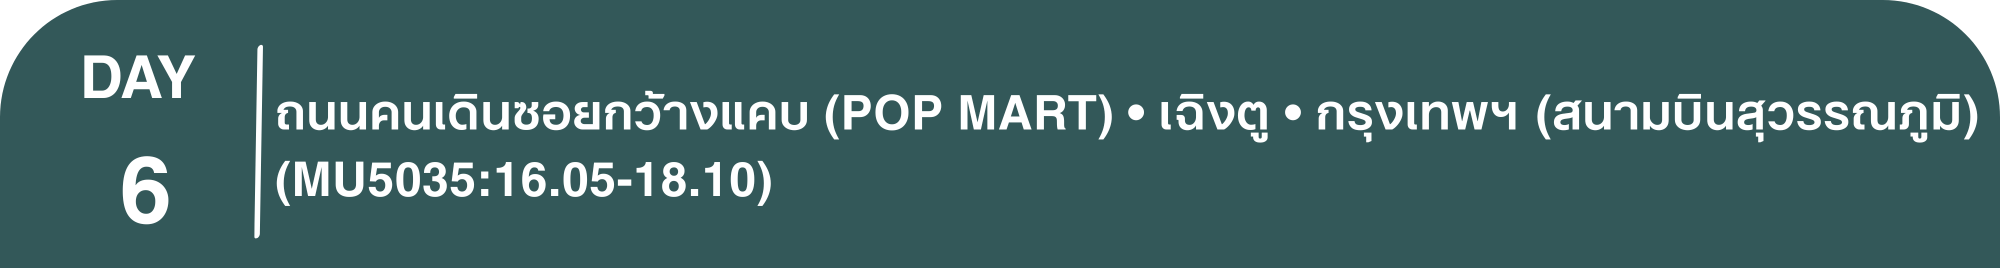 DAY
6
ถนนคนเดินซอยกว้างแคบ (POP MART) • เฉิงตู • กรุงเทพฯ (สนามบินสุวรรณภูมิ)
(MU5035:16.05-18.10)